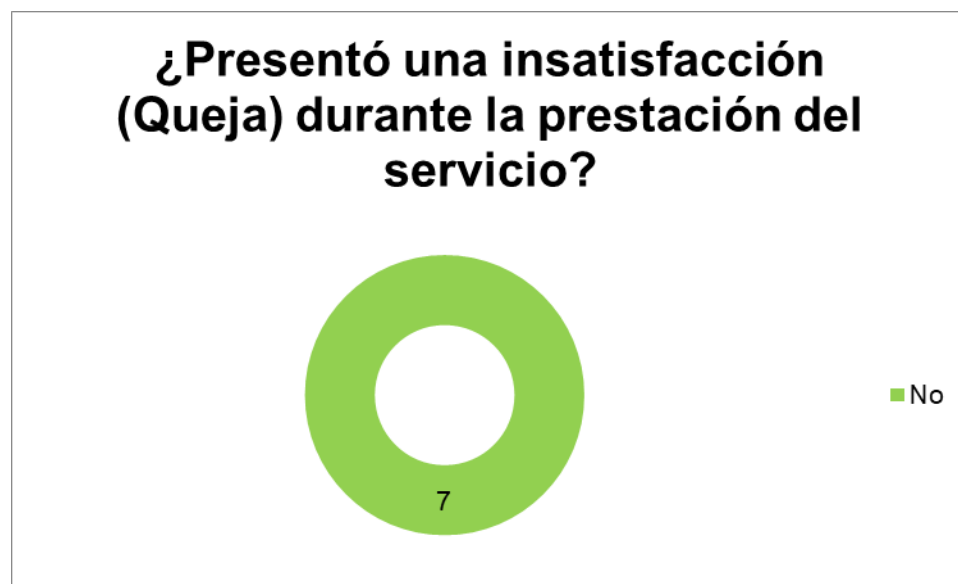 ¿Presentó una insatisfacción
(Queja) durante la prestación del
servicio?
No
7